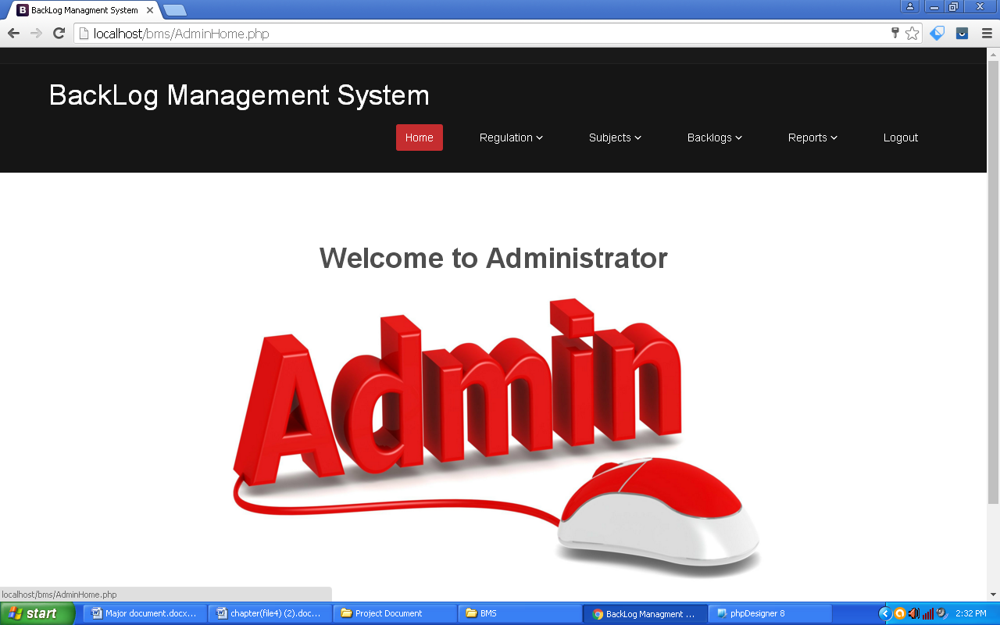 BackLog Managment System
localhost/bms/AdminHome.php
BackLog Management System
Home Regulation Subjects Backlogs Reports Logout
Welcome to Administrator
Admin
localhost/bms/AdminHome.php
start Major document.docx... chapter(file4) (2).doc... Project Document BMS BackLog Managment ... phpDesigner 8 2:32 PM